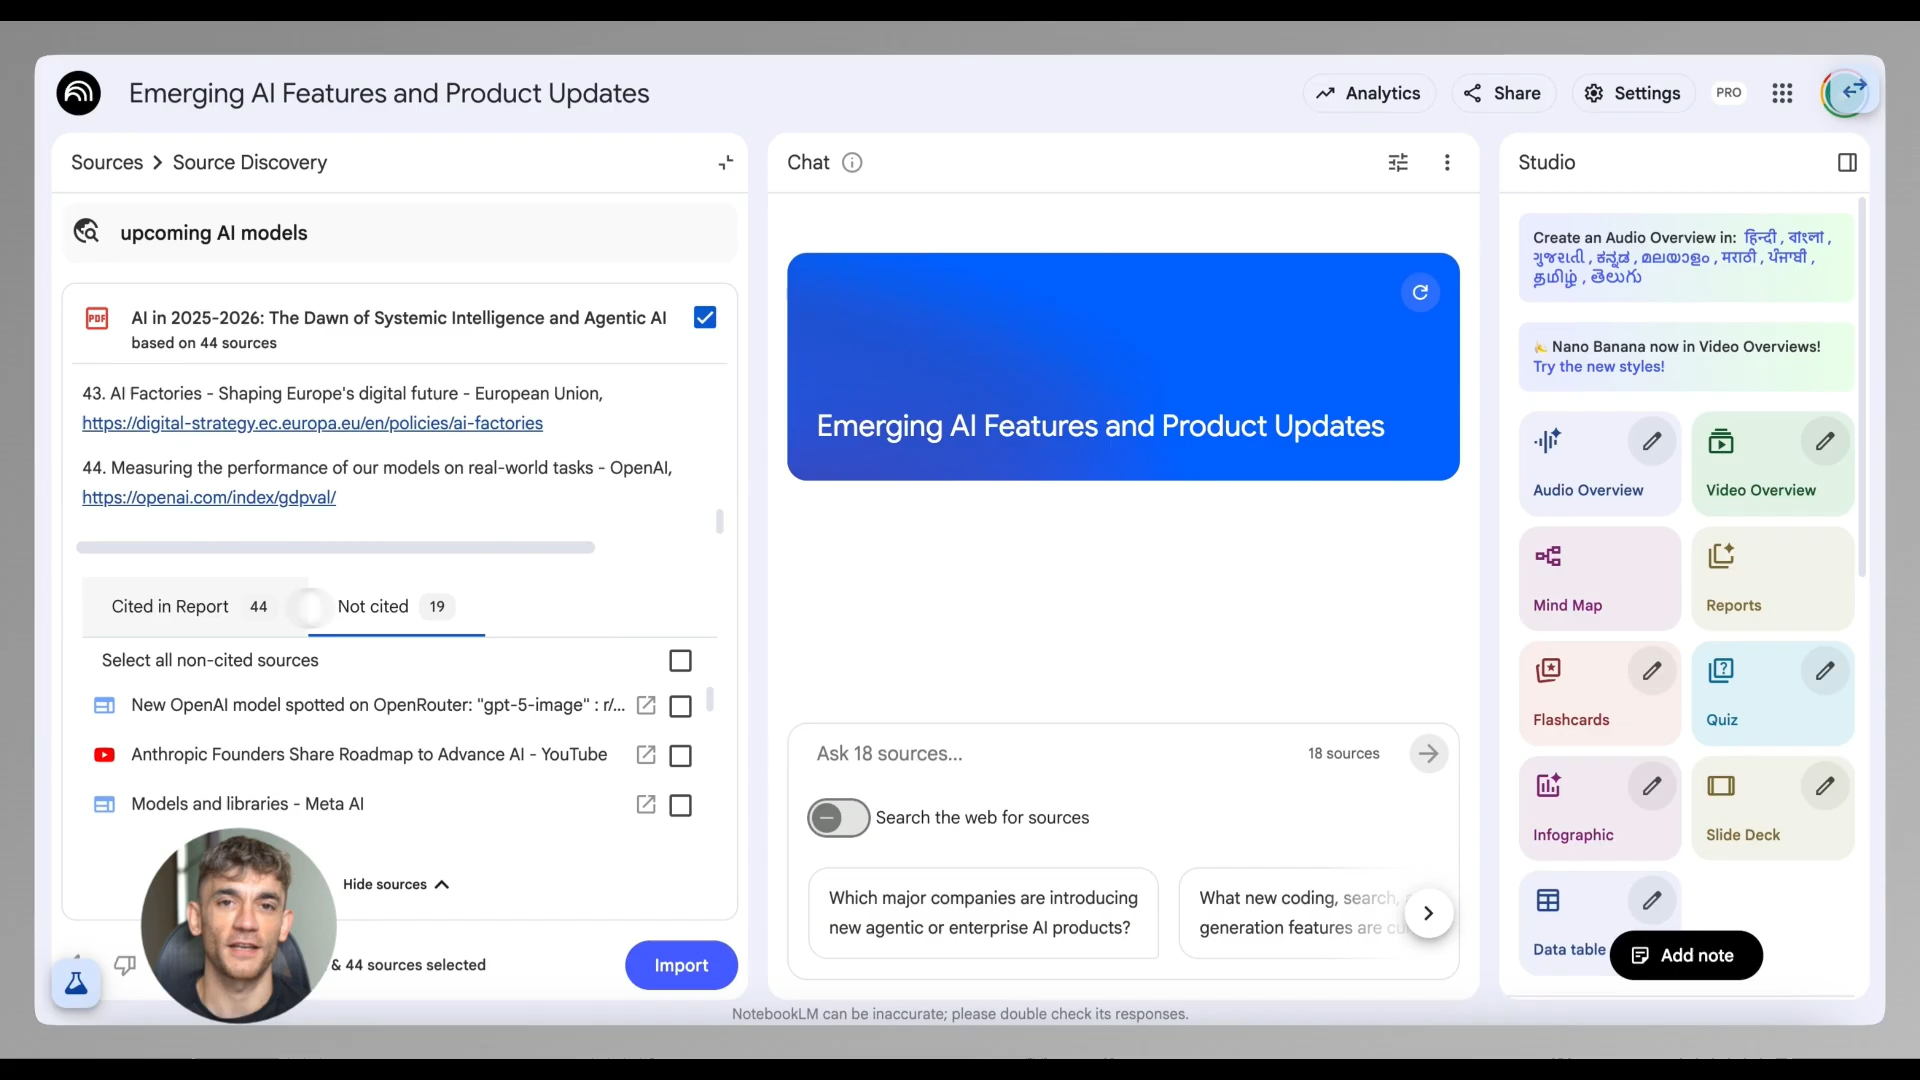 Emerging AI Features and Product Updates
Analytics
Share
Settings
PRO
Sources > Source Discovery
upcoming AI models
PDF
AI in 2025-2026: The Dawn of Systemic Intelligence and Agentic AI
based on 44 sources
43. AI Factories - Shaping Europe's digital future - European Union,
https://digital-strategy.ec.europa.eu/en/policies/ai-factories
44. Measuring the performance of our models on real-world tasks - OpenAI,
https://openai.com/index/gdpval/
Cited in Report 44
Not cited 19
Select all non-cited sources
New OpenAI model spotted on OpenRouter: "gpt-5-image" : r/...
Anthropic Founders Share Roadmap to Advance AI - YouTube
Models and libraries - Meta AI
Hide sources
& 44 sources selected
Import
Chat
Emerging AI Features and Product Updates
Ask 18 sources...
18 sources
Search the web for sources
Which major companies are introducing
new agentic or enterprise AI products?
What new coding, search,
generation features are
NotebookLM can be inaccurate; please double check its responses.
Studio
Create an Audio Overview in: हिन्दी , বাংলা ,
ગુજરાતી , ಕನ್ನಡ , മലയാളം , मराठी , ਪੰਜਾਬੀ ,
தமிழ் , తెలుగు
Nano Banana now in Video Overviews!
Try the new styles!
Audio Overview
Video Overview
Mind Map
Reports
Flashcards
Quiz
Infographic
Slide Deck
Data table
Add note